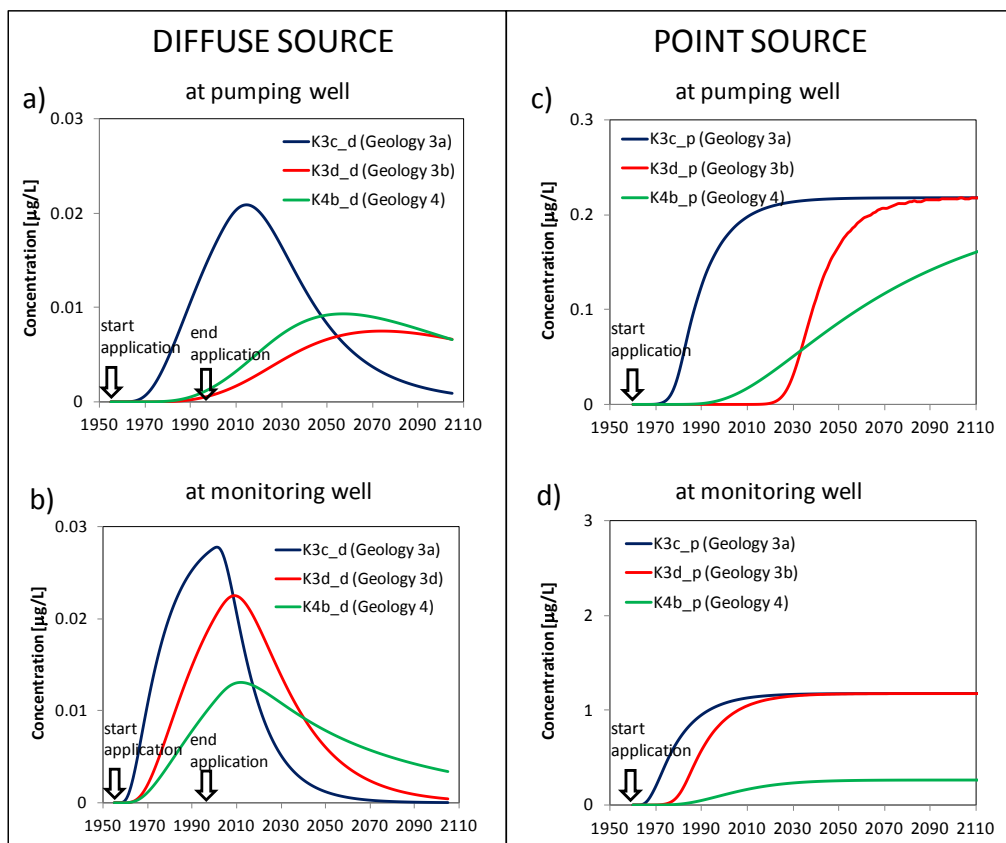 DIFFUSE SOURCE
a)
at pumping well
0.03
0.02
0.01
0
Concentration [µg/L]
K3c_d (Geology 3a)
K3d_d (Geology 3b)
K4b_d (Geology 4)
start
application
end
application
1950 1970 1990 2010 2030 2050 2070 2090 2110
b)
at monitoring well
0.03
0.02
0.01
0
Concentration [µg/L]
K3c_d (Geology 3a)
K3d_d (Geology 3d)
K4b_d (Geology 4)
start
application
end
application
1950 1970 1990 2010 2030 2050 2070 2090 2110
POINT SOURCE
c)
at pumping well
0.3
0.2
0.1
0.0
Concentration [µg/L]
K3c_p (Geology 3a)
K3d_p (Geology 3b)
K4b_p (Geology 4)
start
application
1950 1970 1990 2010 2030 2050 2070 2090 2110
d)
at monitoring well
3
2
1
0
Concentration [µg/L]
K3c_p (Geology 3a)
K3d_p (Geology 3b)
K4b_p (Geology 4)
start
application
1950 1970 1990 2010 2030 2050 2070 2090 2110